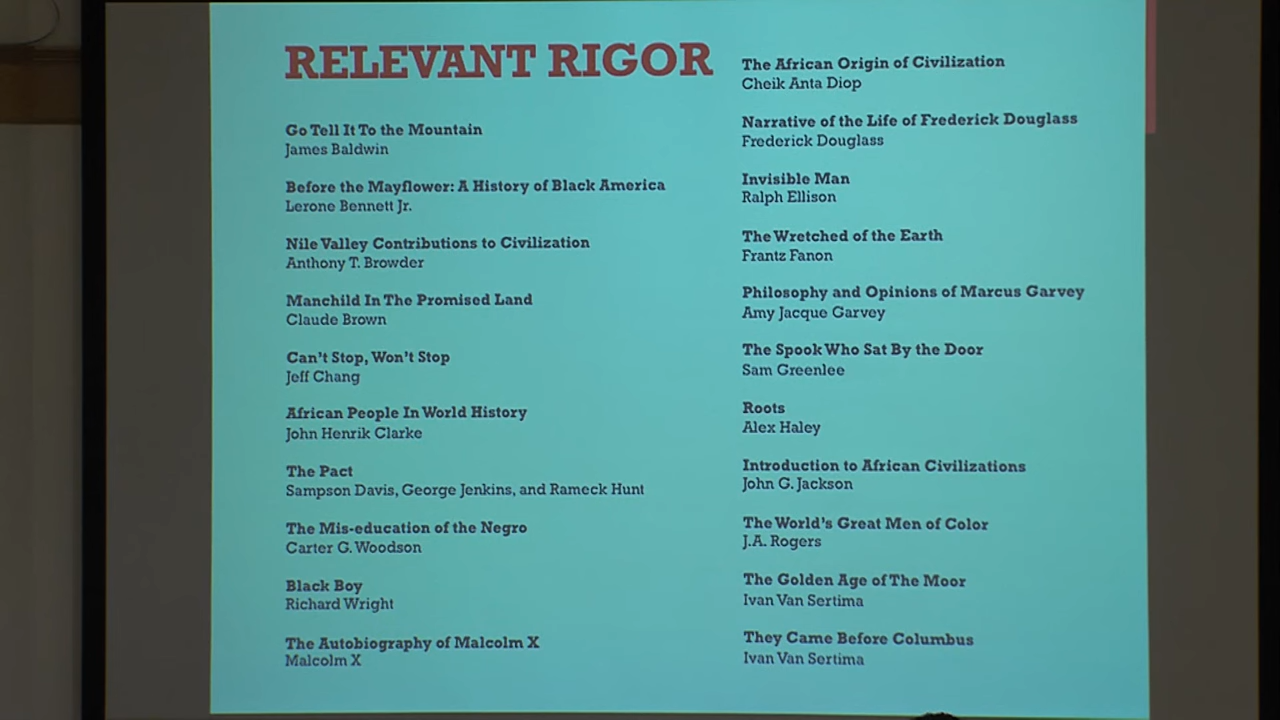 RELEVANT RIGOR
Go Tell It To the Mountain
James Baldwin
Before the Mayflower: A History of Black America
Lerone Bennett Jr.
Nile Valley Contributions to Civilization
Anthony T. Browder
Manchild In The Promised Land
Claude Brown
Can't Stop, Won't Stop
Jeff Chang
African People In World History
John Henrik Clarke
The Pact
Sampson Davis, George Jenkins, and Rameck Hunt
The Mis-education of the Negro
Carter G. Woodson
Black Boy
Richard Wright
The Autobiography of Malcolm X
Malcolm X
The African Origin of Civilization
Cheik Anta Diop
Narrative of the Life of Frederick Douglass
Frederick Douglass
Invisible Man
Ralph Ellison
The Wretched of the Earth
Frantz Fanon
Philosophy and Opinions of Marcus Garvey
Amy Jacque Garvey
The Spook Who Sat By the Door
Sam Greenlee
Roots
Alex Haley
Introduction to African Civilizations
John G. Jackson
The World's Great Men of Color
J.A. Rogers
The Golden Age of The Moor
Ivan Van Sertima
They Came Before Columbus
Ivan Van Sertima